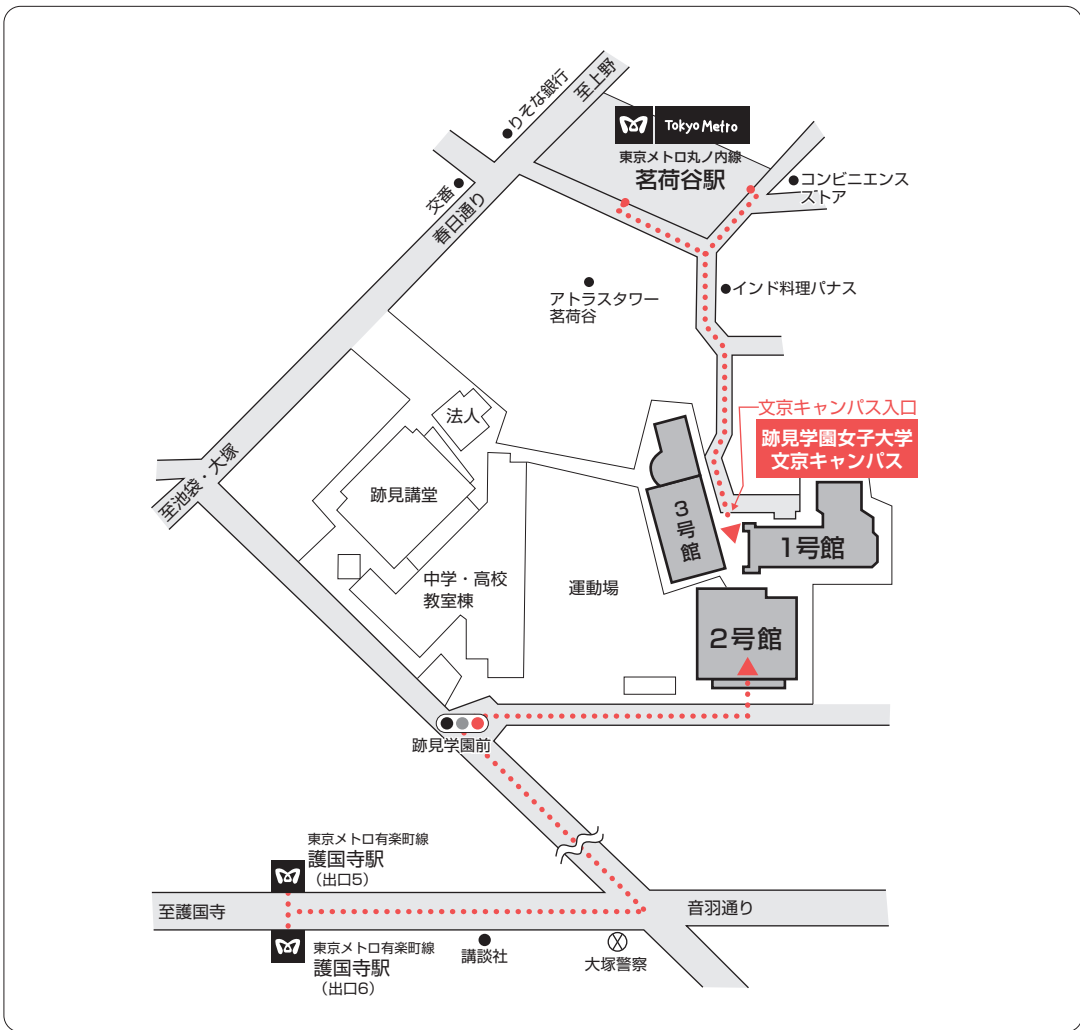 りそな銀行
至上野
Tokyo Metro
東京メトロ丸ノ内線
茗荷谷駅
コンビニエンス
ストア
交番
春日通り
インド料理パナス
アトラスタワー
茗荷谷
文京キャンパス入口
跡見学園女子大学
文京キャンパス
法人
至池袋・大塚
跡見講堂
3号館
1号館
中学・高校
教室棟
運動場
2号館
跡見学園前
東京メトロ有楽町線
護国寺駅
（出口5）
至護国寺
音羽通り
東京メトロ有楽町線
護国寺駅
（出口6）
講談社
大塚警察